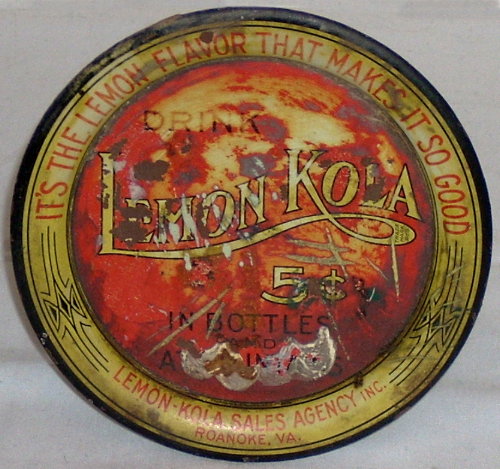 IT'S THE LEMON FLAVOR THAT MAKES IT SO GOOD
DRINK
LEMON KOLA
5¢
IN BOTTLES
AND
LEMON-KOLA SALES AGENCY INC.
ROANOKE, VA.